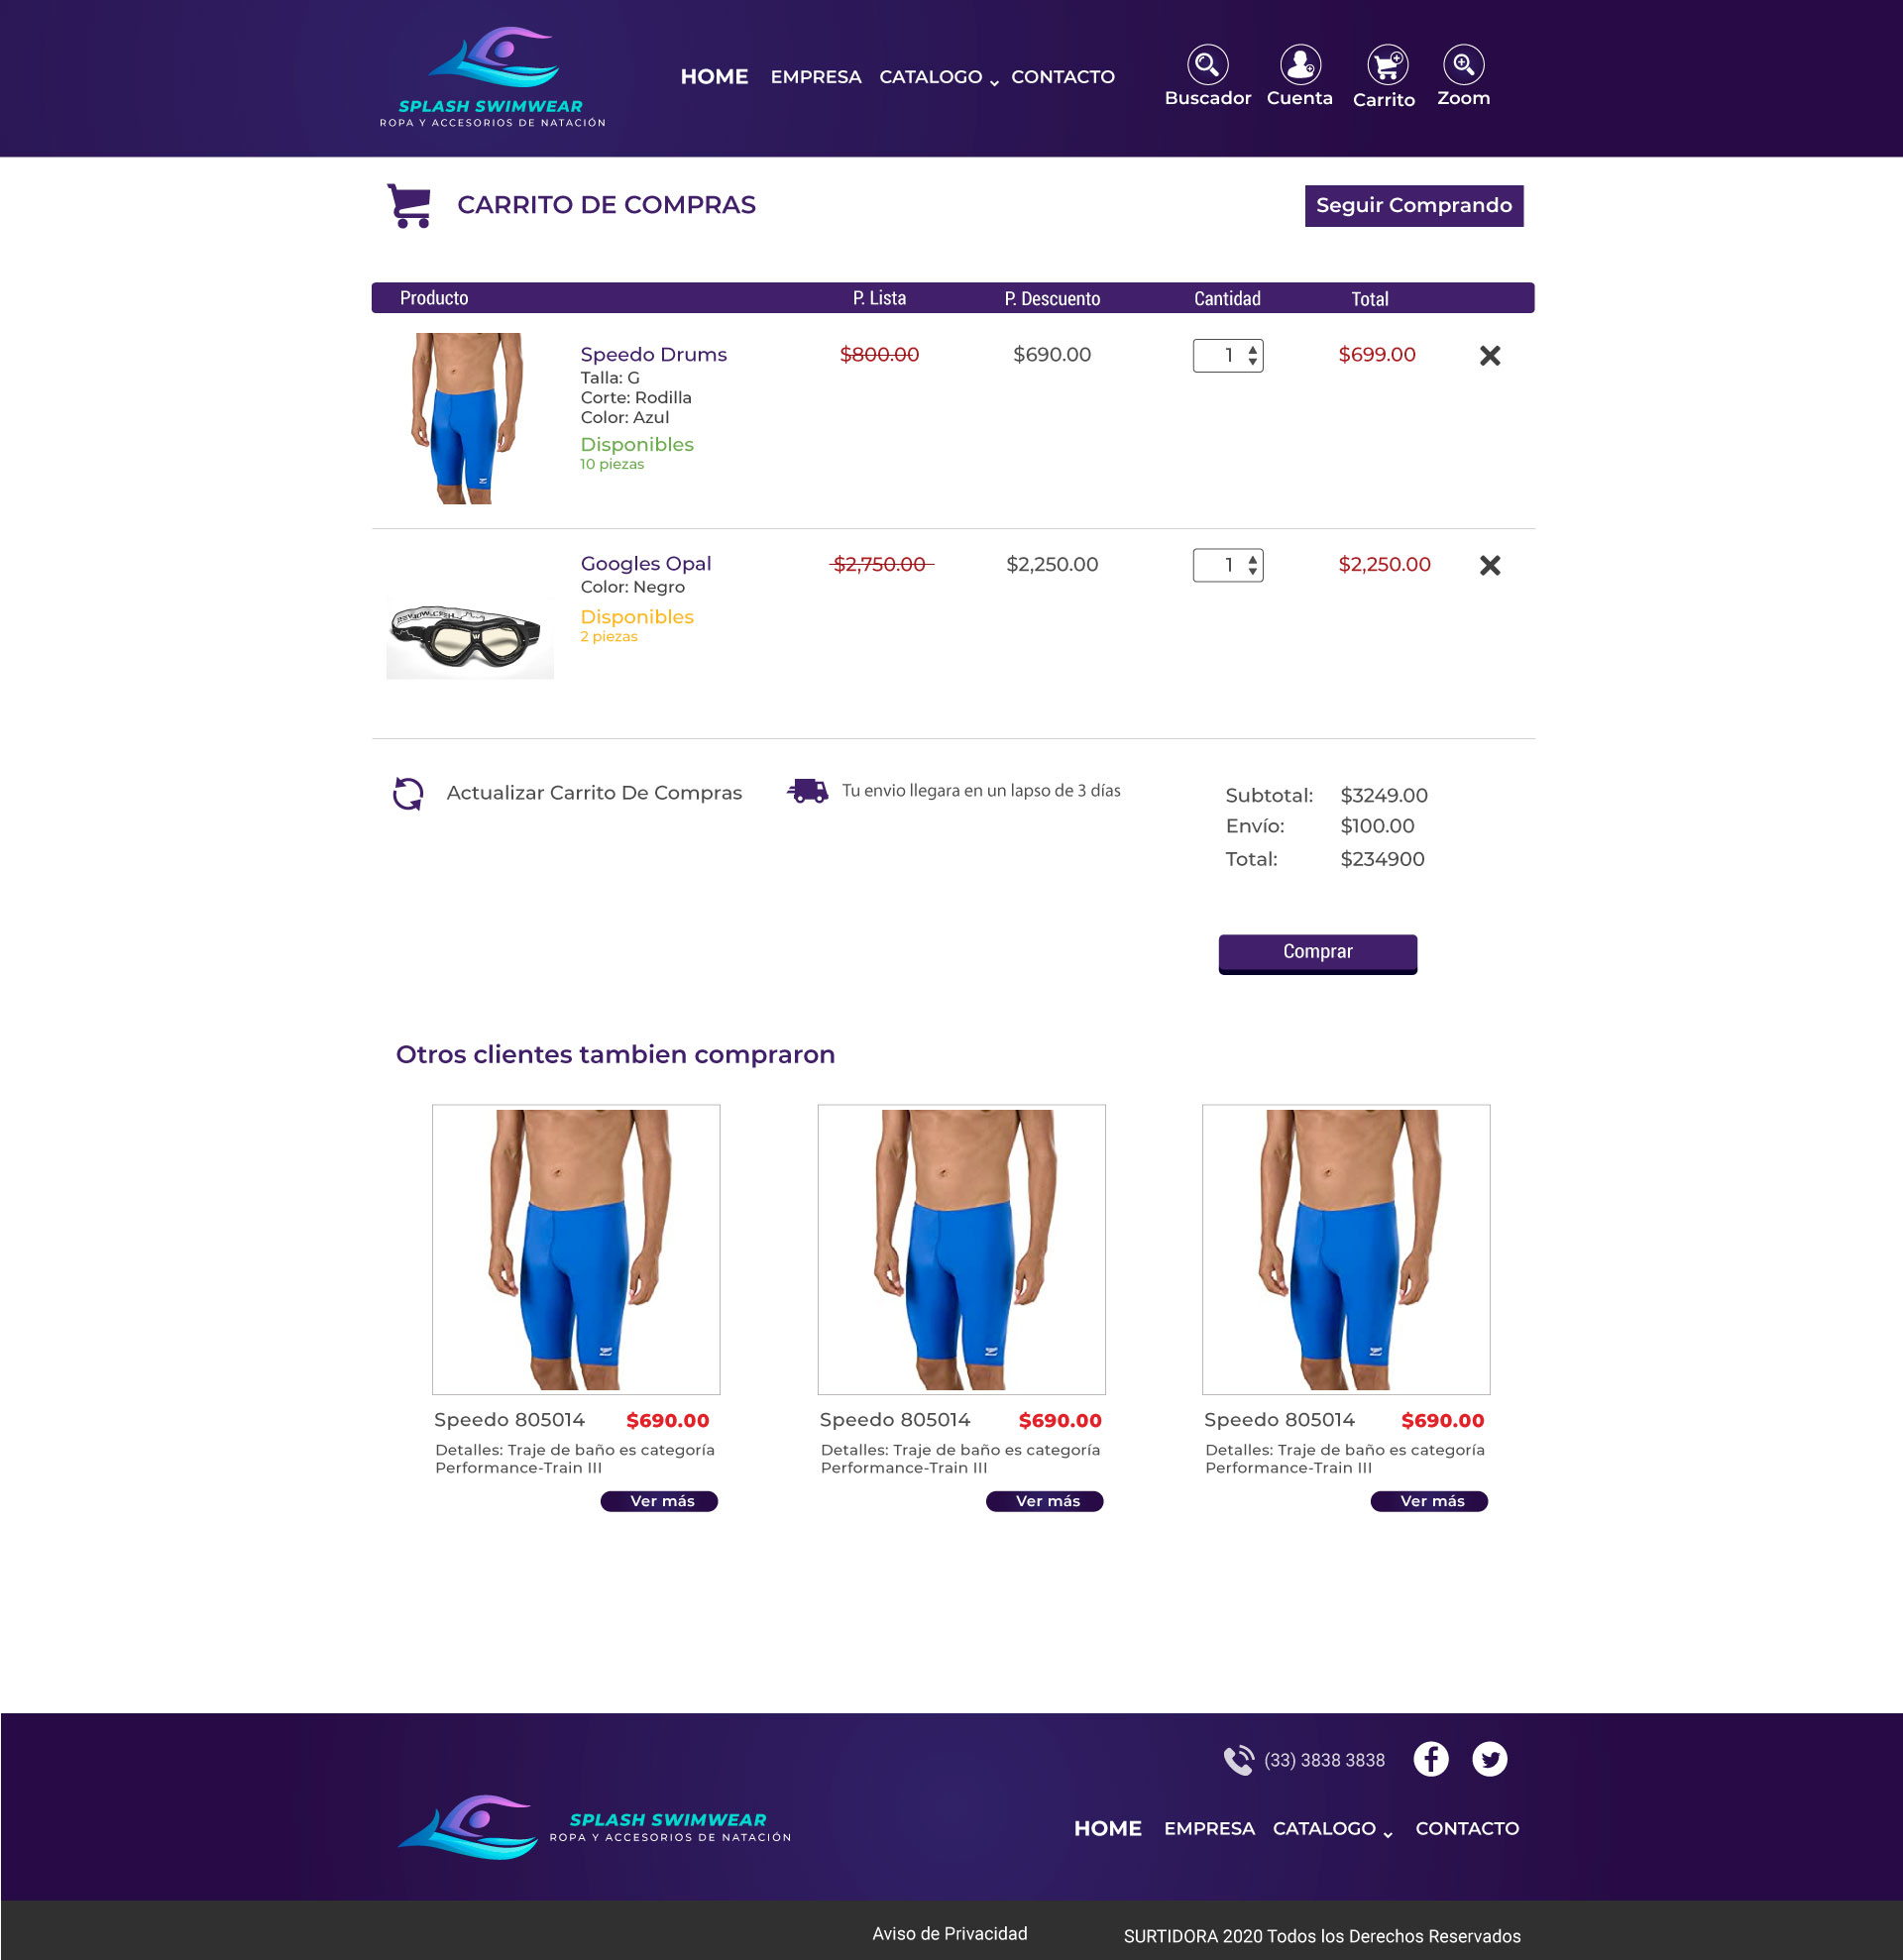 HOME EMPRESA CATALOGO CONTACTO
Buscador Cuenta Carrito Zoom
SPLASH SWIMWEAR
ROPA Y ACCESORIOS DE NATACIÓN
CARRITO DE COMPRAS
Seguir Comprando
Producto P. Lista P. Descuento Cantidad Total
Speedo Drums $800.00 $690.00 1 $699.00
Talla: G
Corte: Rodilla
Color: Azul
Disponibles
10 piezas
Googles Opal $2,750.00 $2,250.00 1 $2,250.00
Color: Negro
Disponibles
2 piezas
Actualizar Carrito De Compras
Tu envio llegara en un lapso de 3 días
Subtotal: $3249.00
Envío: $100.00
Total: $234900
Comprar
Otros clientes tambien compraron
Speedo 805014 $690.00
Detalles: Traje de baño es categoría
Performance-Train III
Ver más
Speedo 805014 $690.00
Detalles: Traje de baño es categoría
Performance-Train III
Ver más
Speedo 805014 $690.00
Detalles: Traje de baño es categoría
Performance-Train III
Ver más
(33) 3838 3838
SPLASH SWIMWEAR
ROPA Y ACCESORIOS DE NATACIÓN
HOME EMPRESA CATALOGO CONTACTO
Aviso de Privacidad
SURTIDORA 2020 Todos los Derechos Reservados